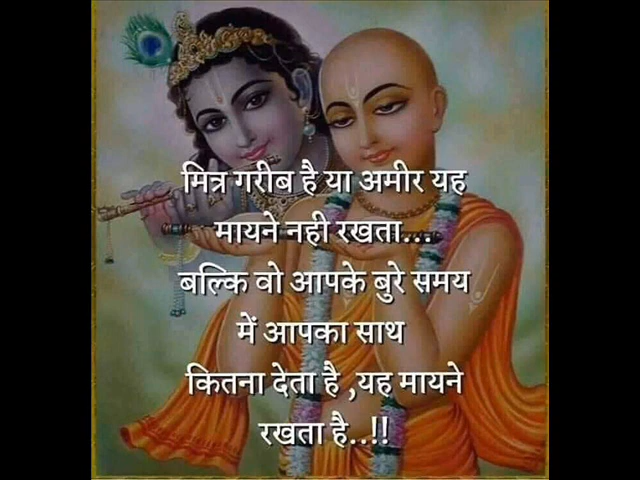 मित्र गरीब है या अमीर यह
मायने नही रखता...
बल्कि वो आपके बुरे समय
में आपका साथ
कितना देता है ,यह मायने
रखता है..!!